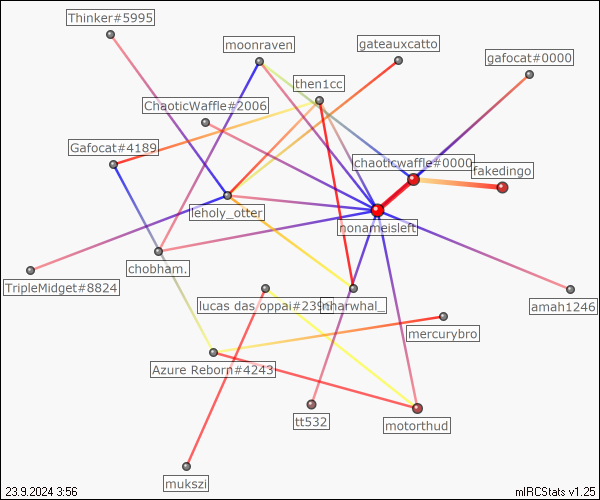 Thinker#5995
moonraven
gateauxcatto
gafocat#0000
then1cc
ChaoticWaffle#2006
Gafocat#4189
chaoticwaffle#0000
fakedingo
leholy_otter
nonameisleft
chobham.
TripleMidget#8824
lucas das oppai#2393
narwhal_
amah1246
mercurybro
Azure Reborn#4243
tt532
motorthud
mukszi
23.9.2024 3:56
mIRCStats v1.25